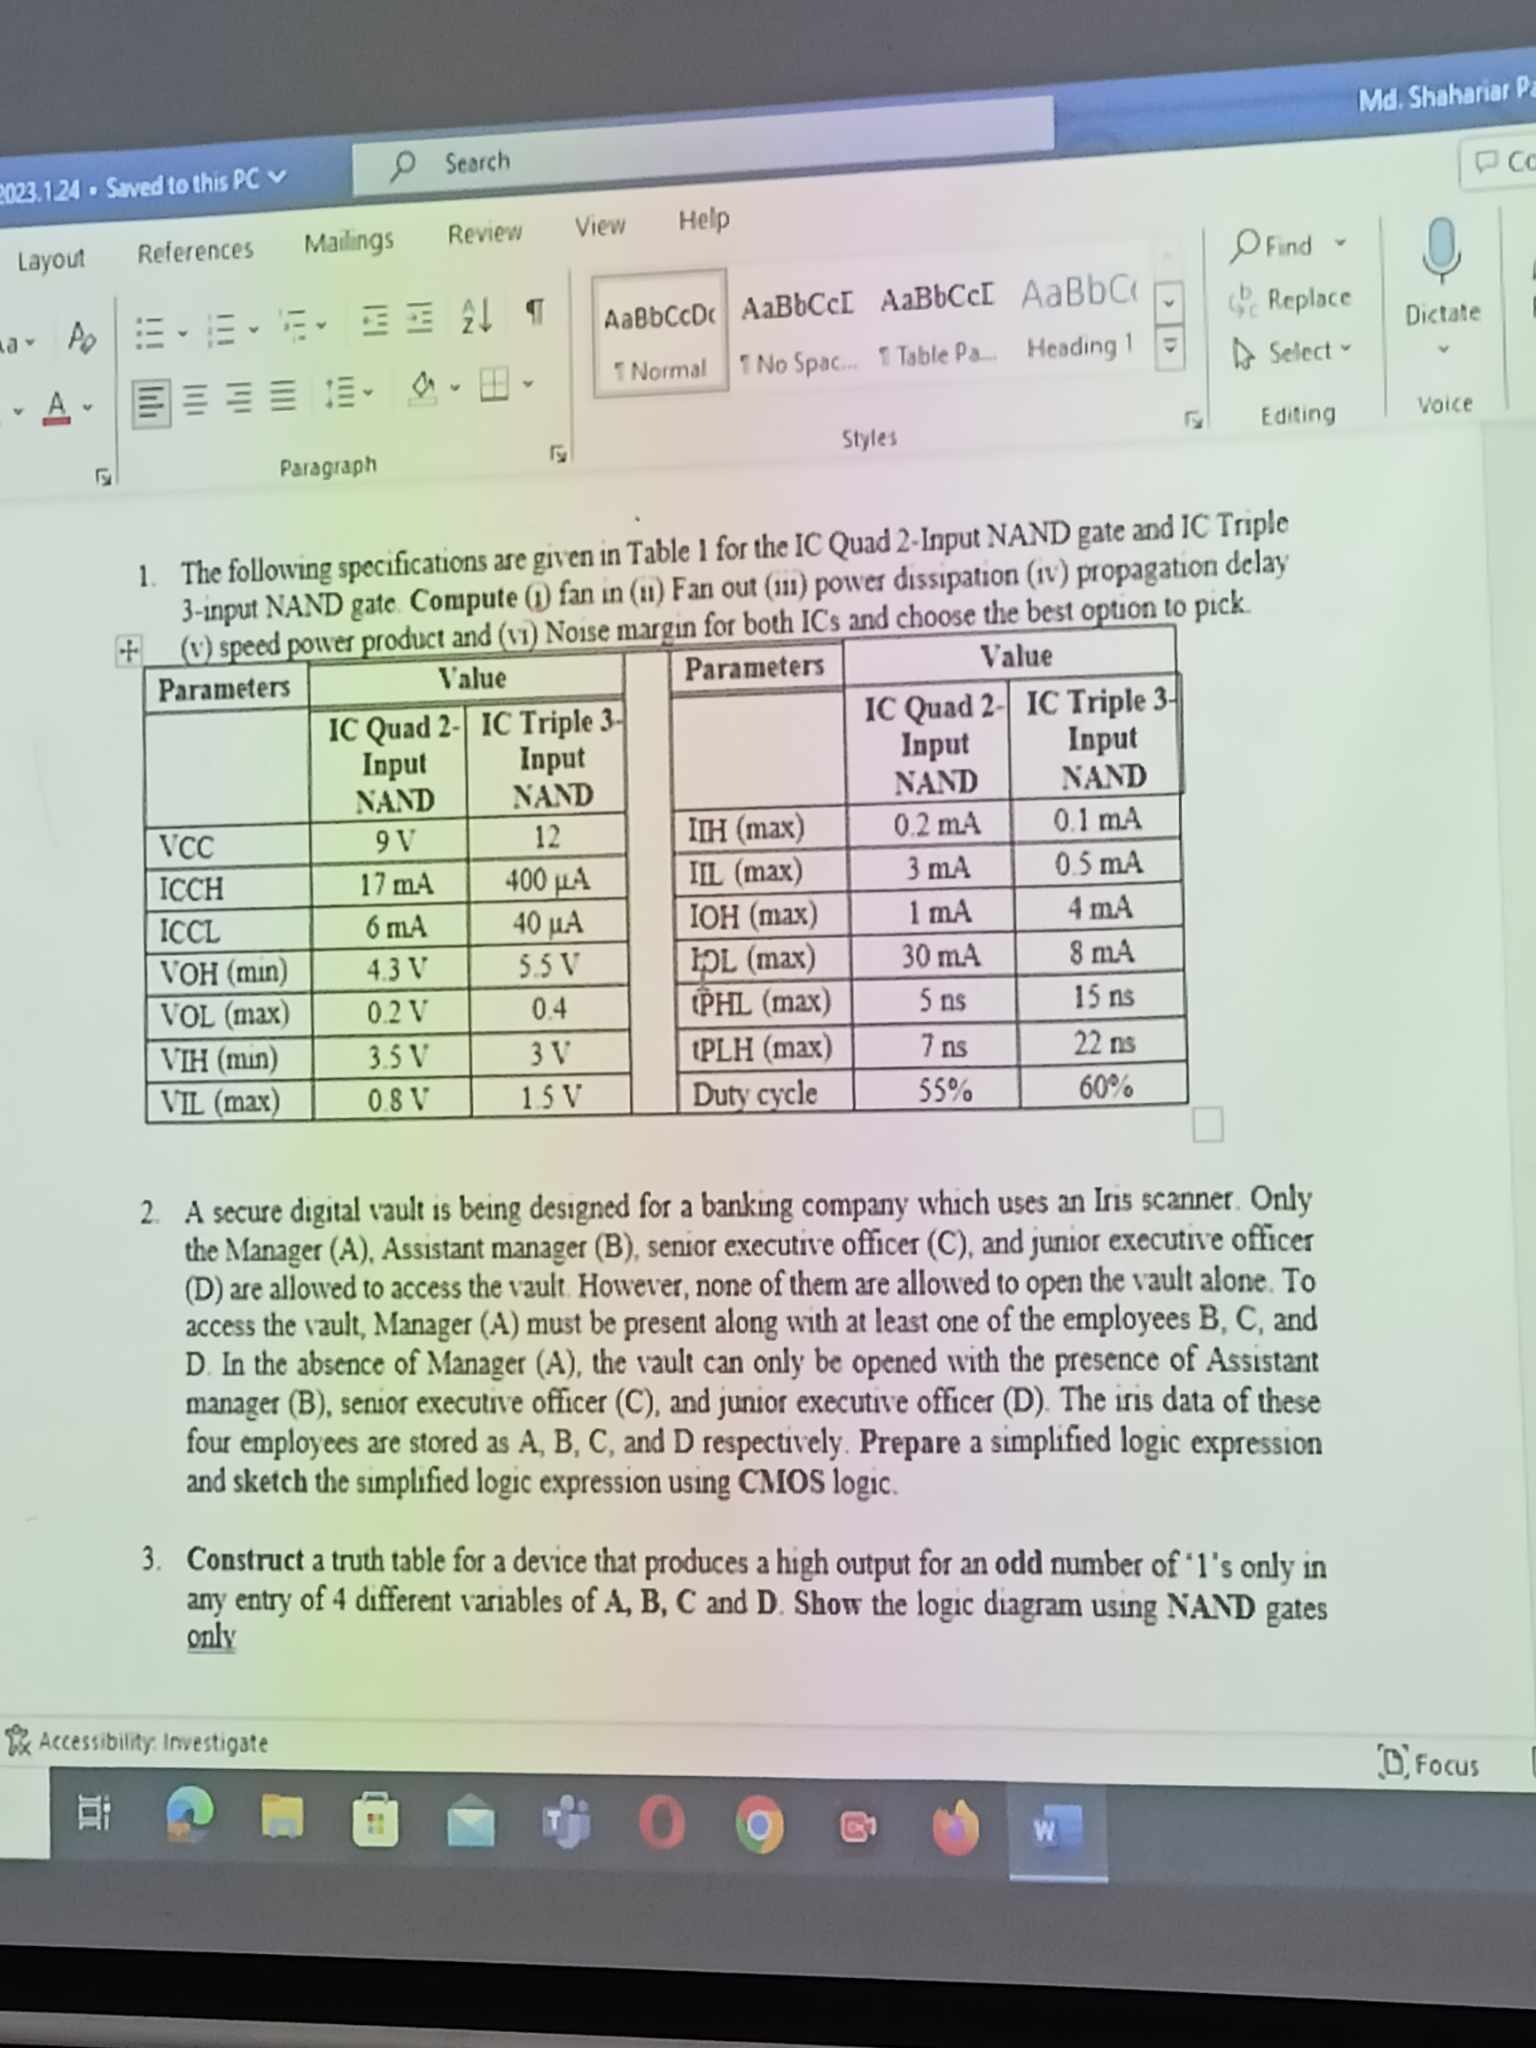 2023.1.24 • Saved to this PC
Search
Md. Shahariar
Layout
References
Mailings
Review
View
Help
AaBbCcDc
¶ Normal
AaBbCcD
¶ No Spac...
AaBbCcD
¶ Table Pa...
AaBbC
Heading 1
Find
Replace
Select
Dictate
Paragraph
Styles
Editing
Voice
1. The following specifications are given in Table 1 for the IC Quad 2-Input NAND gate and IC Triple
3-input NAND gate. Compute (i) fan in (ii) Fan out (iii) power dissipation (iv) propagation delay
(v) speed power product and (vi) Noise margin for both ICs and choose the best option to pick.
Parameters Value Parameters Value
IC Quad 2-Input NAND IC Triple 3-Input NAND IC Quad 2-Input NAND IC Triple 3-Input NAND
VCC 9 V 12 IIH (max) 0.2 mA 0.1 mA
ICCH 17 mA 400 µA IIL (max) 3 mA 0.5 mA
ICCL 6 mA 40 µA IOH (max) 1 mA 4 mA
VOH (min) 4.3 V 5.5 V IOL (max) 30 mA 8 mA
VOL (max) 0.2 V 0.4 tPHL (max) 5 ns 15 ns
VIH (min) 3.5 V 3 V tPLH (max) 7 ns 22 ns
VIL (max) 0.8 V 1.5 V Duty cycle 55% 60%
2. A secure digital vault is being designed for a banking company which uses an Iris scanner. Only
the Manager (A), Assistant manager (B), senior executive officer (C), and junior executive officer
(D) are allowed to access the vault. However, none of them are allowed to open the vault alone. To
access the vault, Manager (A) must be present along with at least one of the employees B, C, and
D. In the absence of Manager (A), the vault can only be opened with the presence of Assistant
manager (B), senior executive officer (C), and junior executive officer (D). The iris data of these
four employees are stored as A, B, C, and D respectively. Prepare a simplified logic expression
and sketch the simplified logic expression using CMOS logic.
3. Construct a truth table for a device that produces a high output for an odd number of '1's only in
any entry of 4 different variables of A, B, C and D. Show the logic diagram using NAND gates
only
Accessibility: Investigate
Focus